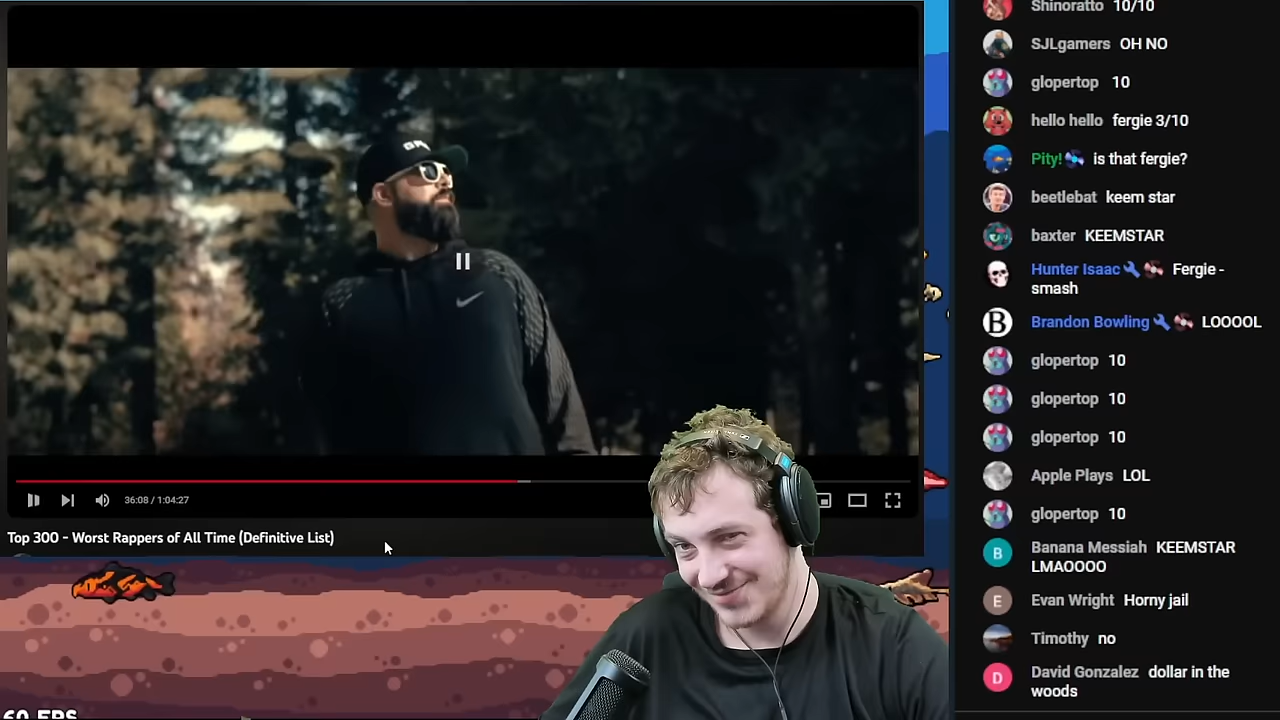 36:08 / 1:04:27
Top 300 - Worst Rappers of All Time (Definitive List)
60 FPS
Shinoratto 10/10
SJLgamers OH NO
glopertop 10
hello hello fergie 3/10
Pity! is that fergie?
beetlebat keem star
baxter KEEMSTAR
Hunter Isaac Fergie -
smash
Brandon Bowling LOOOOL
glopertop 10
glopertop 10
glopertop 10
Apple Plays LOL
glopertop 10
B Banana Messiah KEEMSTAR
LMAOOOO
E Evan Wright Horny jail
Timothy no
D David Gonzalez dollar in the
woods
B